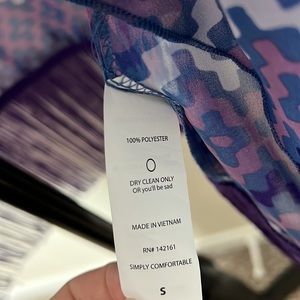 100% POLYESTER
DRY CLEAN ONLY
OR you'll be sad
MADE IN VIETNAM
RN# 142161
SIMPLY COMFORTABLE
S